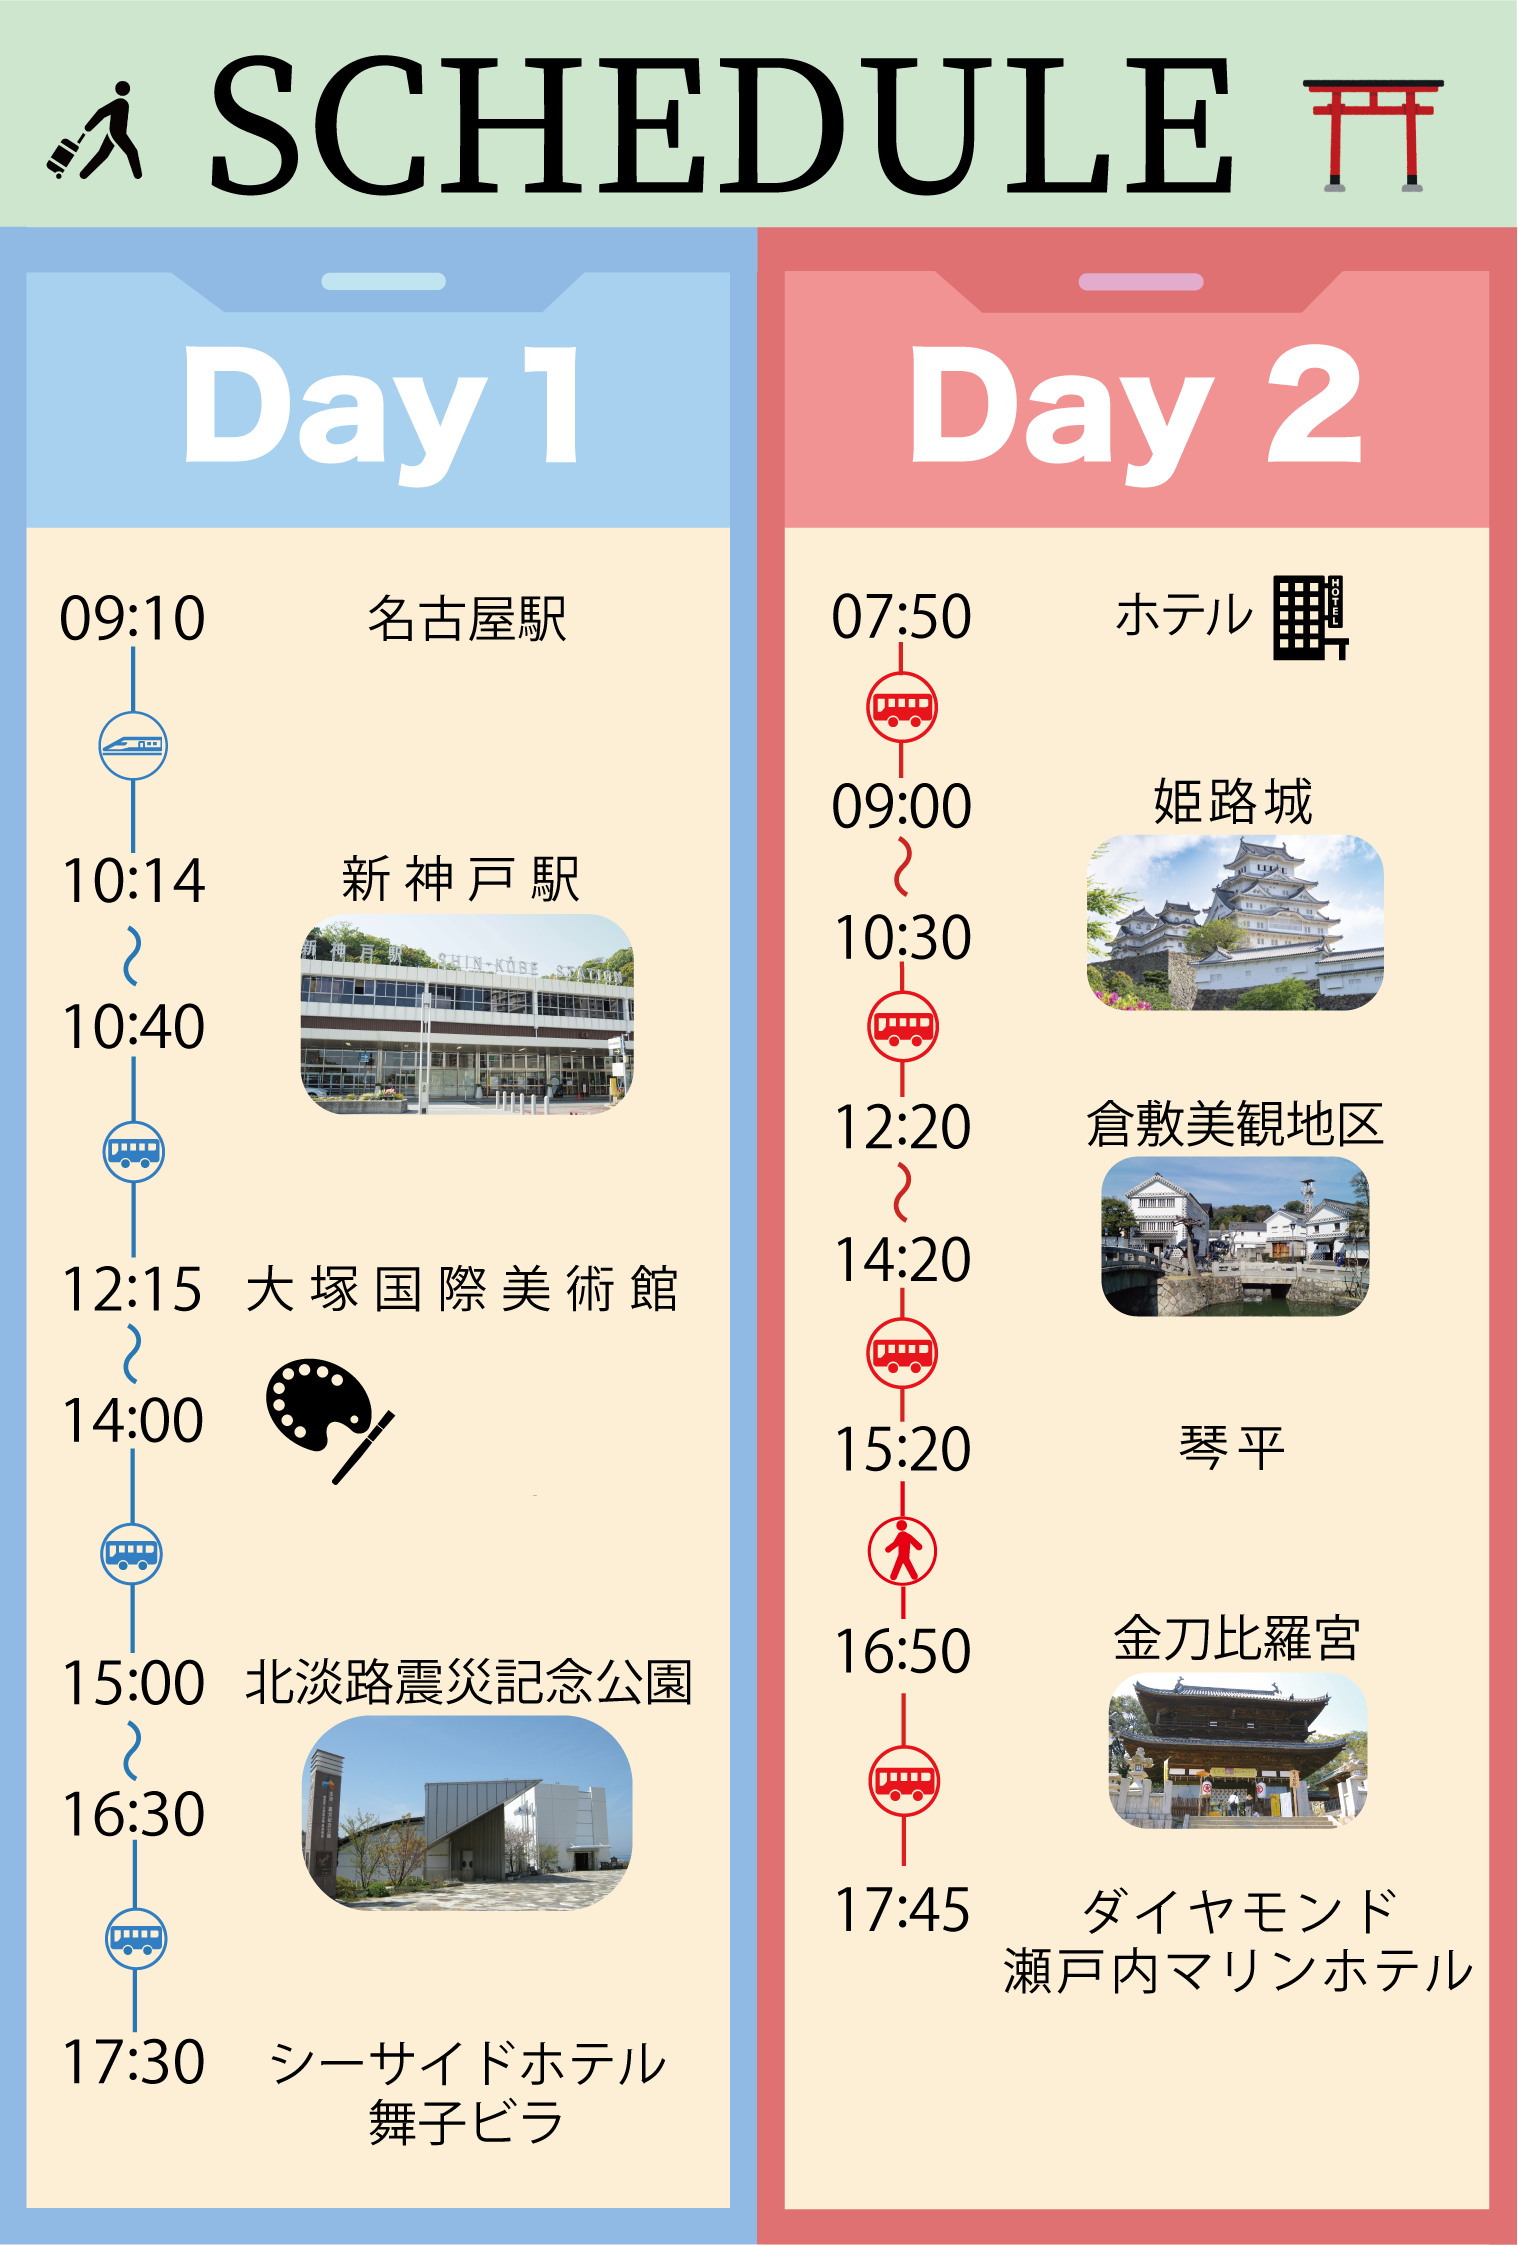 SCHEDULE
Day 1
09:10 名古屋駅
10:14 新神戸駅
新神戸駅 SHIN-KŌBE STATION
10:40
12:15 大塚国際美術館
14:00
15:00 北淡路震災記念公園
16:30
17:30 シーサイドホテル
舞子ビラ
Day 2
07:50 ホテル
HOTEL
09:00 姫路城
10:30
12:20 倉敷美観地区
14:20
15:20 琴平
16:50 金刀比羅宮
17:45 ダイヤモンド
瀬戸内マリンホテル